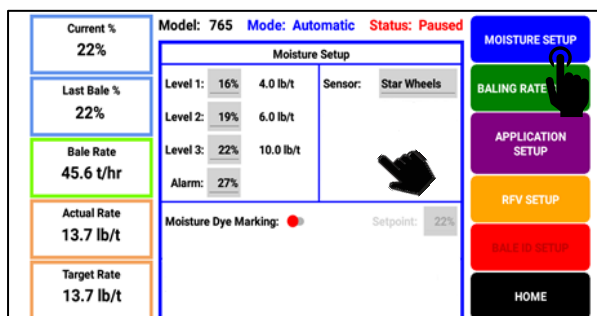 Model: 765 Mode: Automatic Status: Paused
Current %
22%
Last Bale %
22%
Bale Rate
45.6 t/hr
Actual Rate
13.7 lb/t
Target Rate
13.7 lb/t
Moisture Setup
Level 1: 16% 4.0 lb/t
Level 2: 19% 6.0 lb/t
Level 3: 22% 10.0 lb/t
Alarm: 27%
Sensor: Star Wheels
Moisture Dye Marking:
Setpoint: 22%
MOISTURE SETUP
BALING RATE
APPLICATION
SETUP
RFV SETUP
BALE ID SETUP
HOME